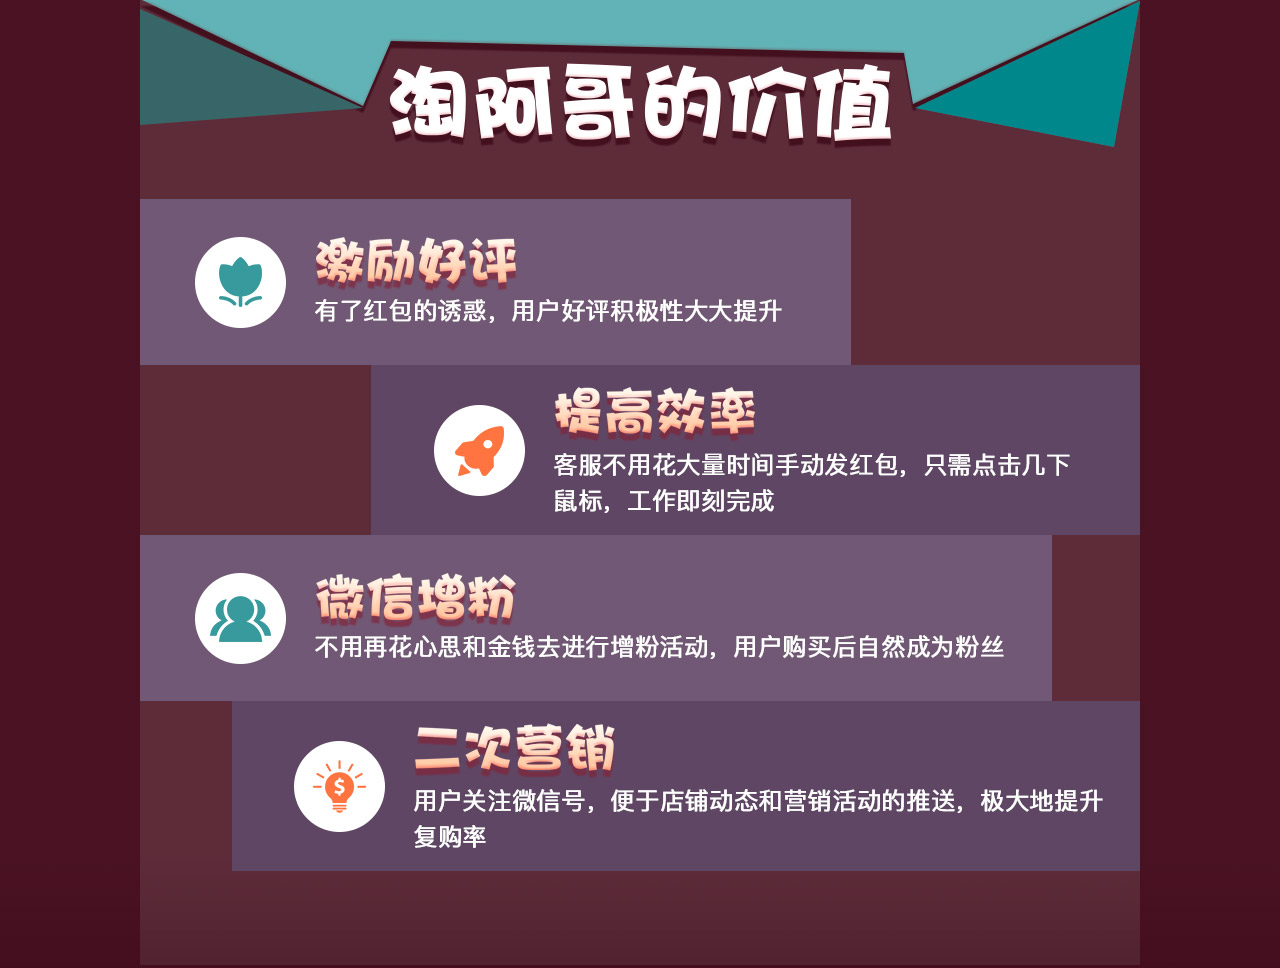 淘阿哥的价值
激励好评
有了红包的诱惑，用户好评积极性大大提升
提高效率
客服不用花大量时间手动发红包，只需点击几下
鼠标，工作即刻完成
微信增粉
不用再花心思和金钱去进行增粉活动，用户购买后自然成为粉丝
二次营销
$
用户关注微信号，便于店铺动态和营销活动的推送，极大地提升
复购率